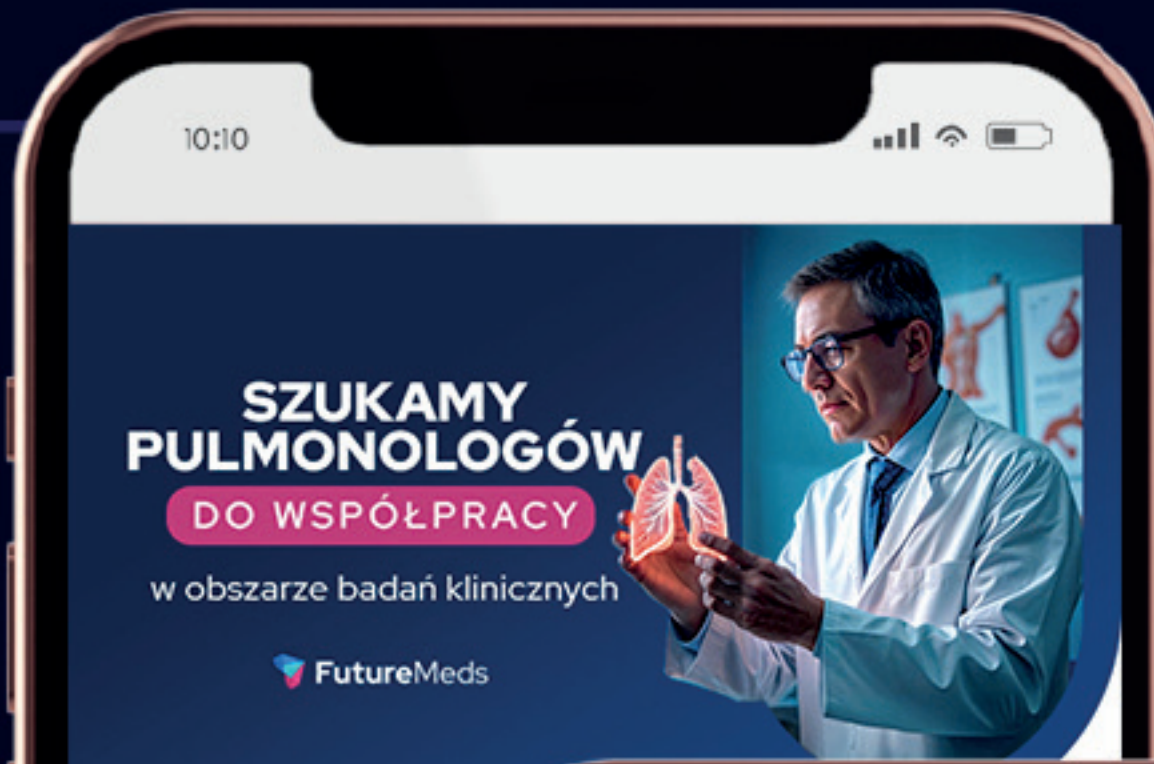 10:10
SZUKAMY
PULMONOLOGÓW
DO WSPÓŁPRACY
w obszarze badań klinicznych
FutureMeds